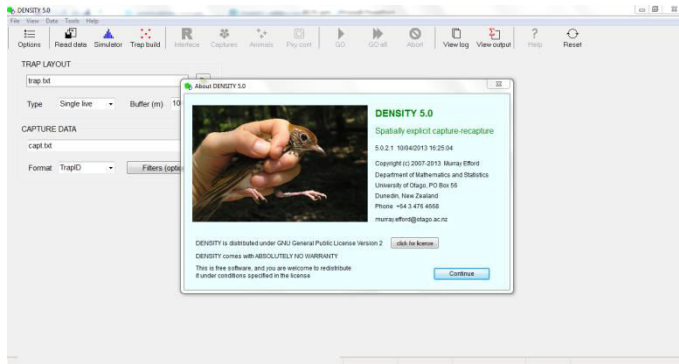 DENSITY 5.0
File View Data Tools Help
Options Read data Simulator Trap build Interface Captures Animals Psy cont GO GO all Abort View log View output Help Reset
TRAP LAYOUT
trap.txt
Type Single live Buffer (m) 10
CAPTURE DATA
capt.txt
Format TrapID Filters (optio
About DENSITY 5.0
DENSITY 5.0
Spatially explicit capture-recapture
5.0.2.1 10/04/2013 16:25:04
Copyright (c) 2007-2013 Murray Efford
Department of Mathematics and Statistics
University of Otago, PO Box 56
Dunedin, New Zealand
Phone +64 3 476 4668
murray.efford@otago.ac.nz
DENSITY is distributed under GNU General Public License Version 2 click for license
DENSITY comes with ABSOLUTELY NO WARRANTY
This is free software, and you are welcome to redistribute
it under conditions specified in the license
Continue